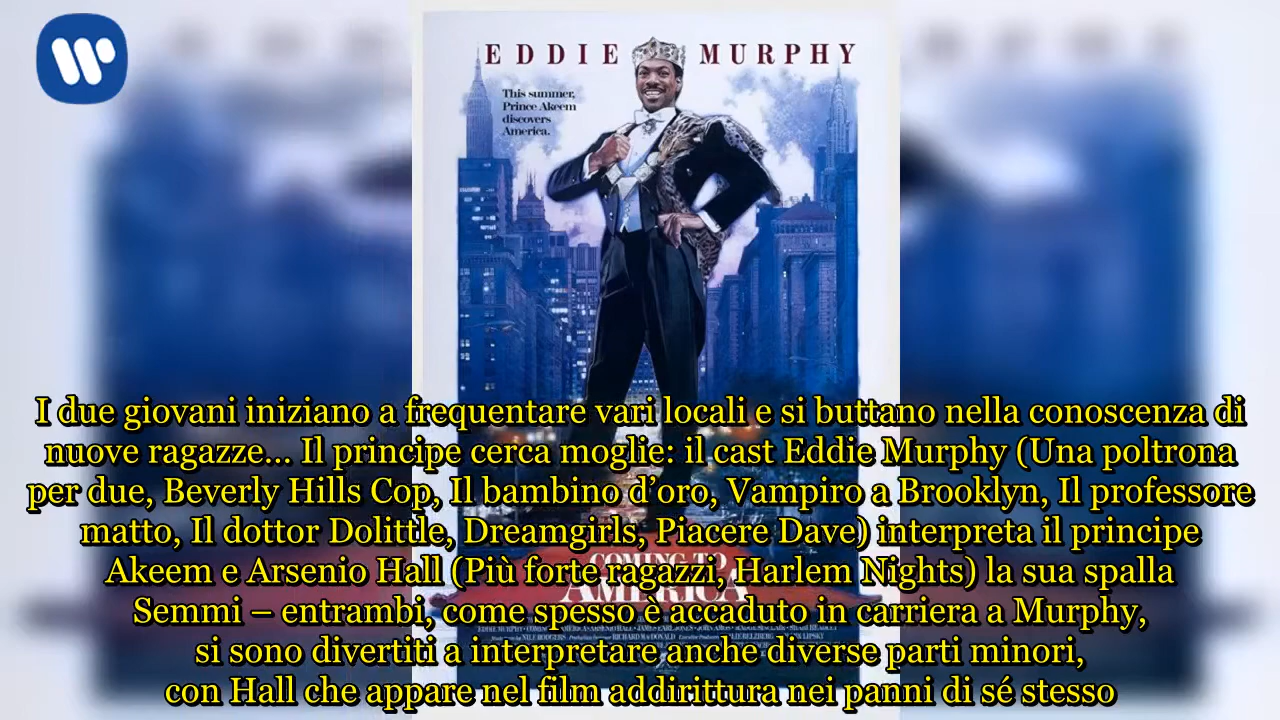 EDDIE MURPHY
This summer,
Prince Akeem
discovers
America.
I due giovani iniziano a frequentare vari locali e si buttano nella conoscenza di
nuove ragazze... Il principe cerca moglie: il cast Eddie Murphy (Una poltrona
per due, Beverly Hills Cop, Il bambino d’oro, Vampiro a Brooklyn, Il professore
matto, Il dottor Dolittle, Dreamgirls, Piacere Dave) interpreta il principe
COMING TO
Akeem e Arsenio Hall (Più forte ragazzi, Harlem Nights) la sua spalla
AMERICA
Semmi – entrambi, come spesso è accaduto in carriera a Murphy,
si sono divertiti a interpretare anche diverse parti minori,
con Hall che appare nel film addirittura nei panni di sé stesso